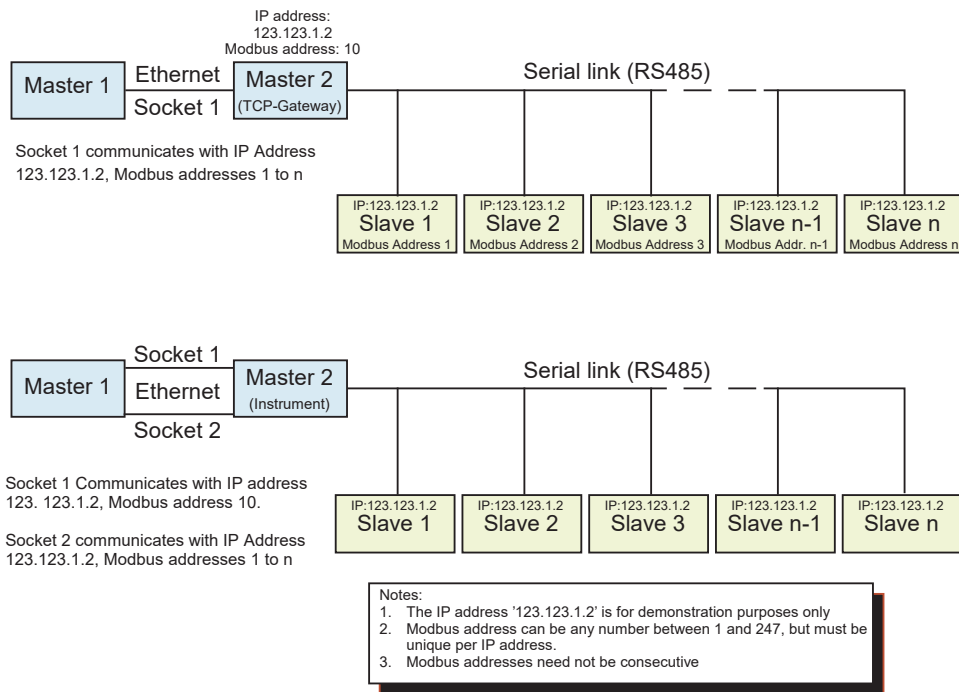 IP address:
123.123.1.2
Modbus address: 10
Master 1
Ethernet
Socket 1
Master 2
(TCP-Gateway)
Serial link (RS485)
Socket 1 communicates with IP Address
123.123.1.2, Modbus addresses 1 to n
IP:123.123.1.2
Slave 1
Modbus Address 1
IP:123.123.1.2
Slave 2
Modbus Address 2
IP:123.123.1.2
Slave 3
Modbus Address 3
IP:123.123.1.2
Slave n-1
Modbus Addr. n-1
IP:123.123.1.2
Slave n
Modbus Address n
Master 1
Socket 1
Ethernet
Socket 2
Master 2
(Instrument)
Serial link (RS485)
Socket 1 Communicates with IP address
123. 123.1.2, Modbus address 10.
Socket 2 communicates with IP Address
123.123.1.2, Modbus addresses 1 to n
IP:123.123.1.2
Slave 1
IP:123.123.1.2
Slave 2
IP:123.123.1.2
Slave 3
IP:123.123.1.2
Slave n-1
IP:123.123.1.2
Slave n
Notes:
1. The IP address '123.123.1.2' is for demonstration purposes only
2. Modbus address can be any number between 1 and 247, but must be
unique per IP address.
3. Modbus addresses need not be consecutive